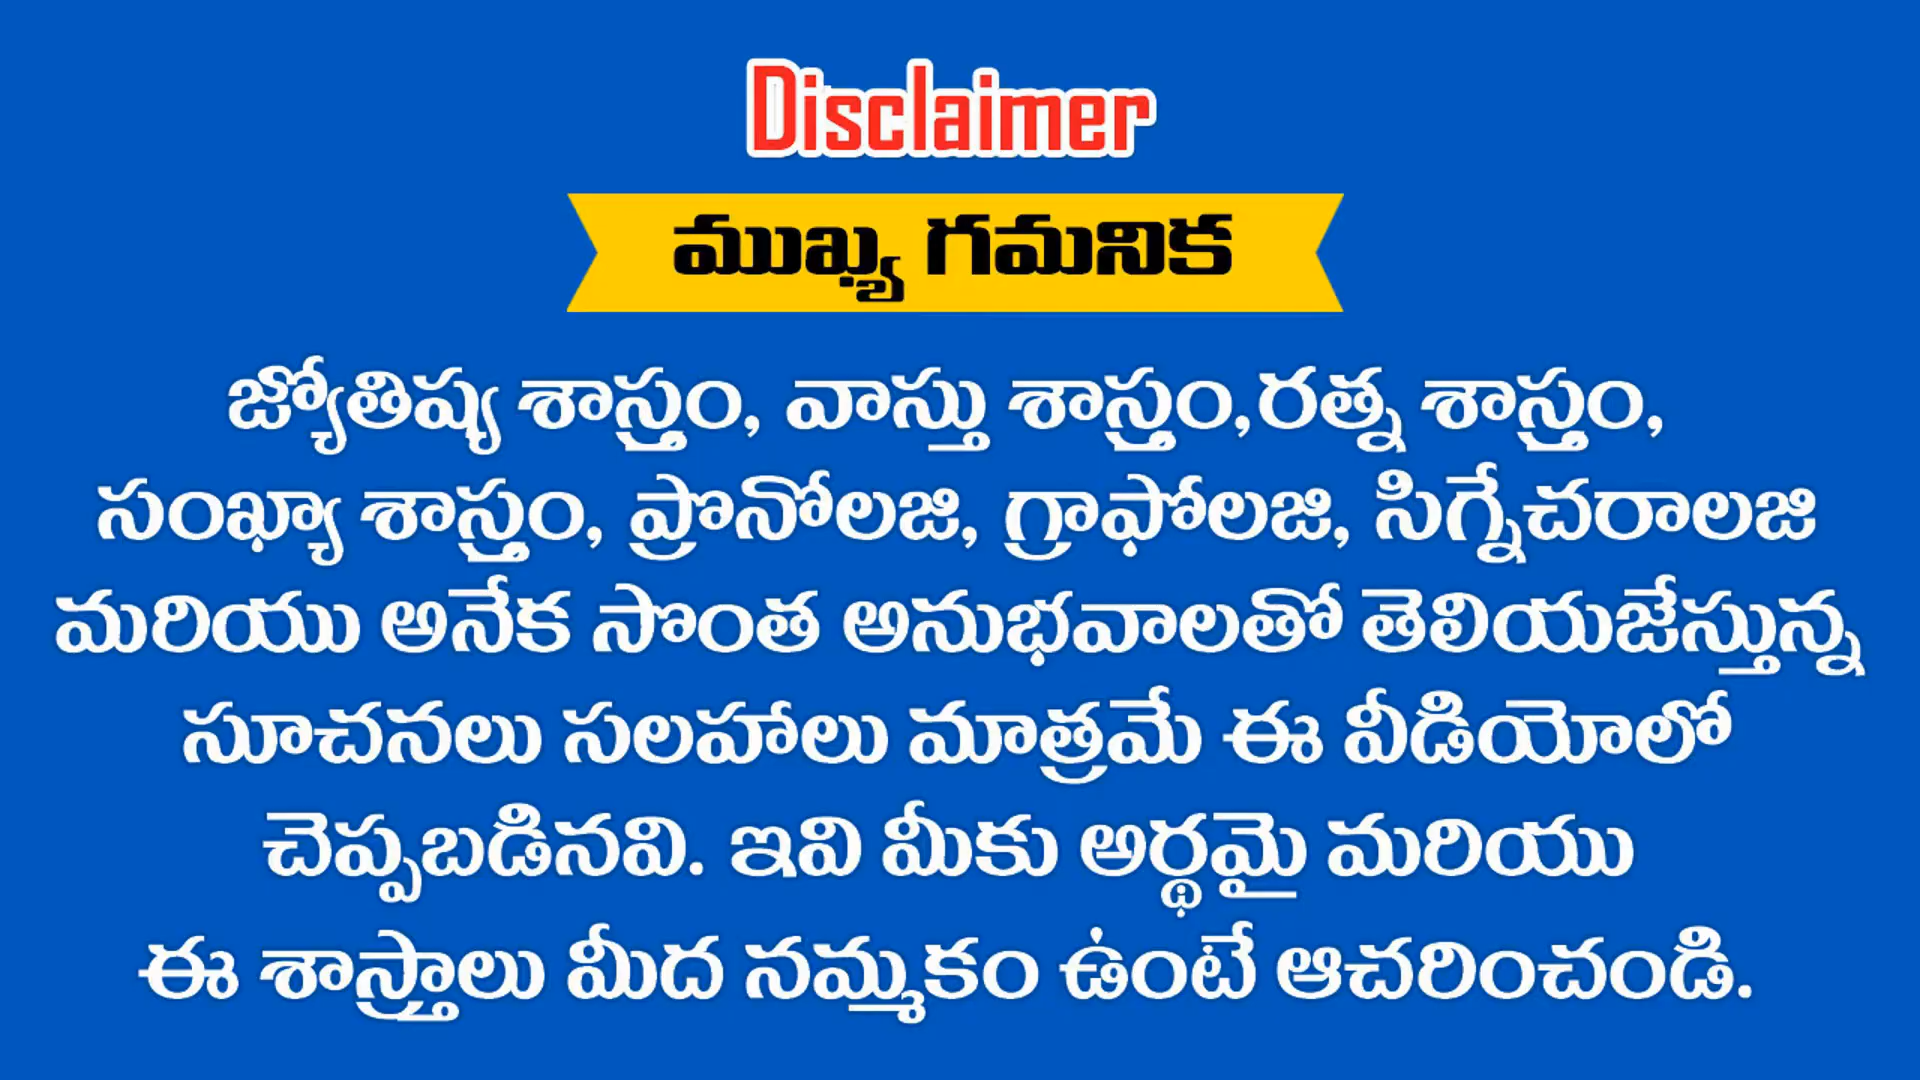 Disclaimer
ముఖ్య గమనిక
జ్యోతిష్య శాస్త్రం, వాస్తు శాస్త్రం,రత్న శాస్త్రం,
సంఖ్యా శాస్త్రం, ప్రొనోలజి, గ్రాఫోలజి, సిగ్నేచరాలజి
మరియు అనేక సొంత అనుభవాలతో తెలియజేస్తున్న
సూచనలు సలహాలు మాత్రమే ఈ వీడియోలో
చెప్పబడినవి. ఇవి మీకు అర్థమై మరియు
ఈ శాస్త్రాలు మీద నమ్మకం ఉంటే ఆచరించండి.